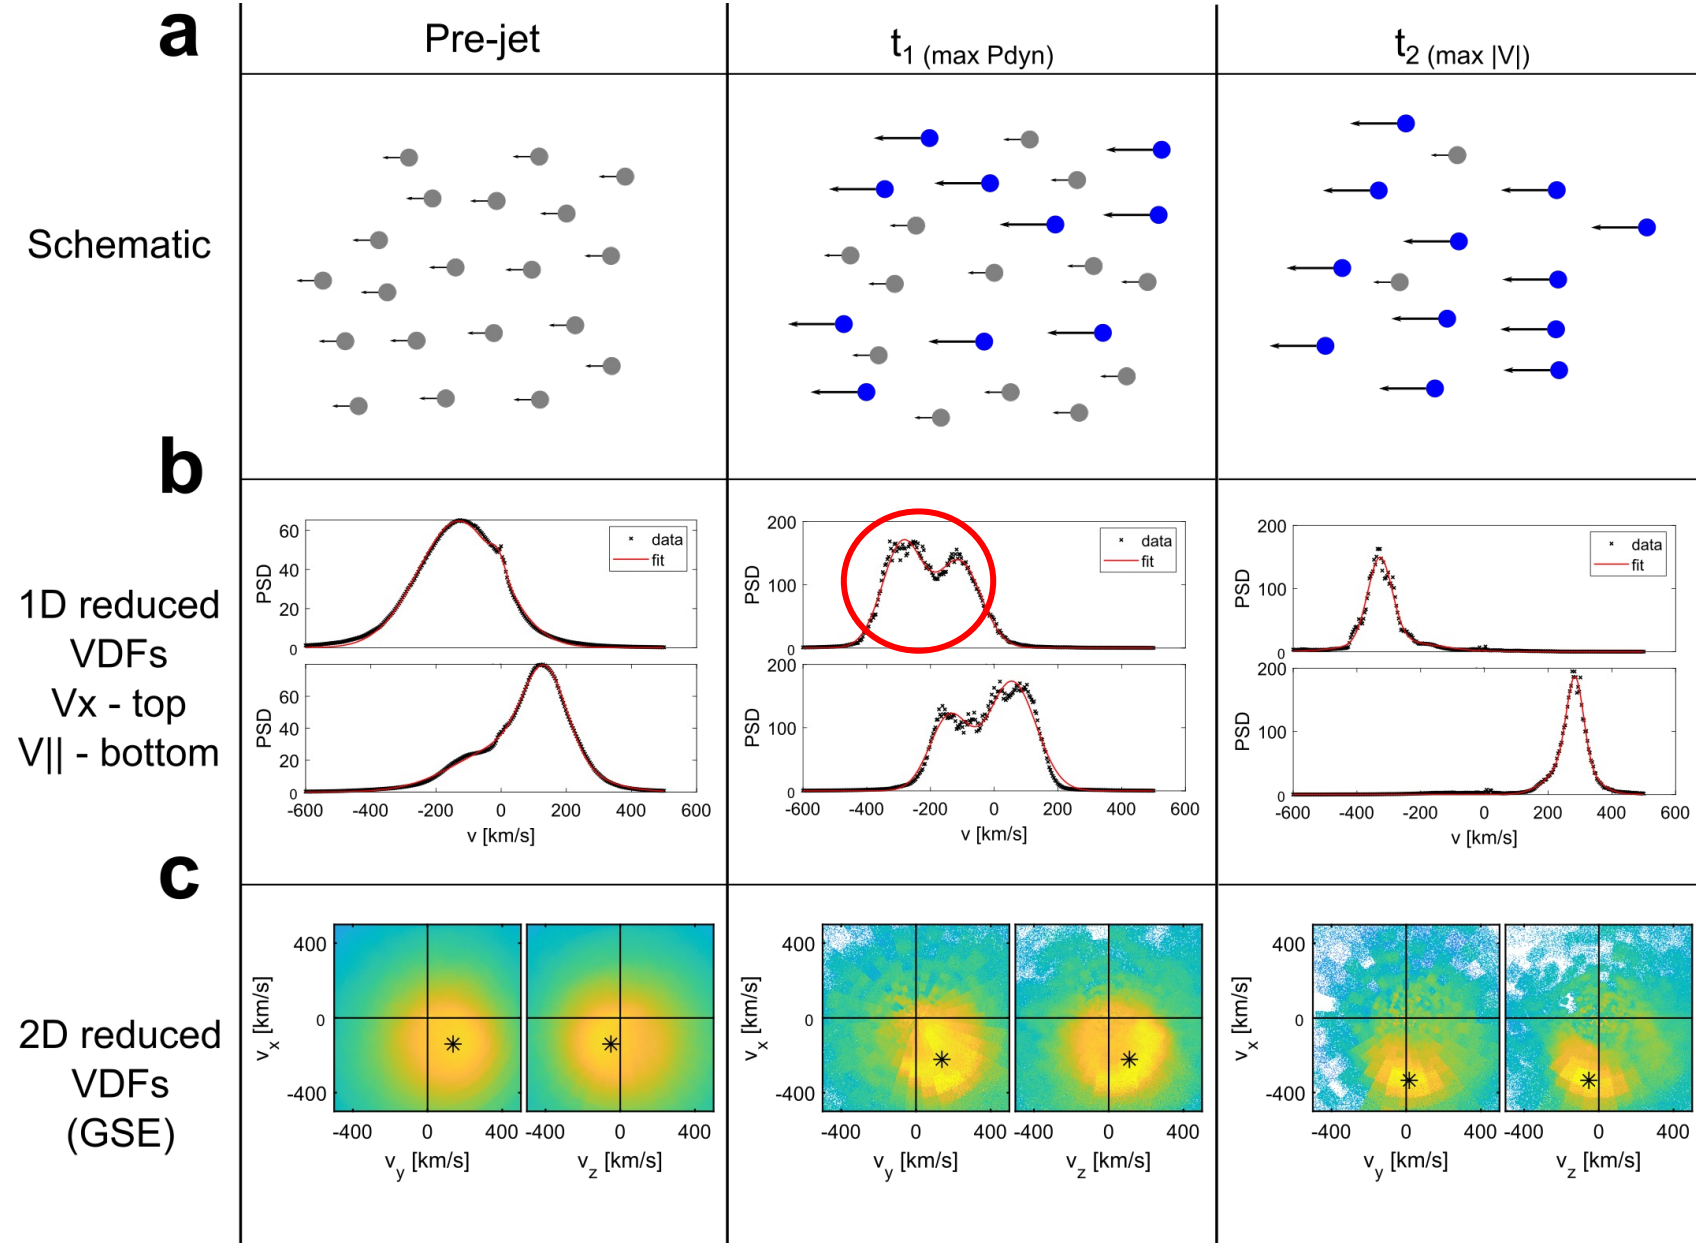 a
Pre-jet
t1 (max Pdyn)
t2 (max |V|)
Schematic
b
1D reduced
VDFs
Vx - top
V|| - bottom
PSD
60
40
20
0
data
fit
PSD
60
40
20
0
-600 -400 -200 0 200 400 600
v [km/s]
PSD
200
100
0
data
fit
PSD
200
100
0
-600 -400 -200 0 200 400 600
v [km/s]
PSD
200
100
0
data
fit
PSD
200
100
0
-600 -400 -200 0 200 400 600
v [km/s]
c
2D reduced
VDFs
(GSE)
vx [km/s]
400
0
-400
-400 0 400
vy [km/s]
-400 0 400
vz [km/s]
vx [km/s]
400
0
-400
-400 0 400
vy [km/s]
-400 0 400
vz [km/s]
vx [km/s]
400
0
-400
-400 0 400
vy [km/s]
-400 0 400
vz [km/s]